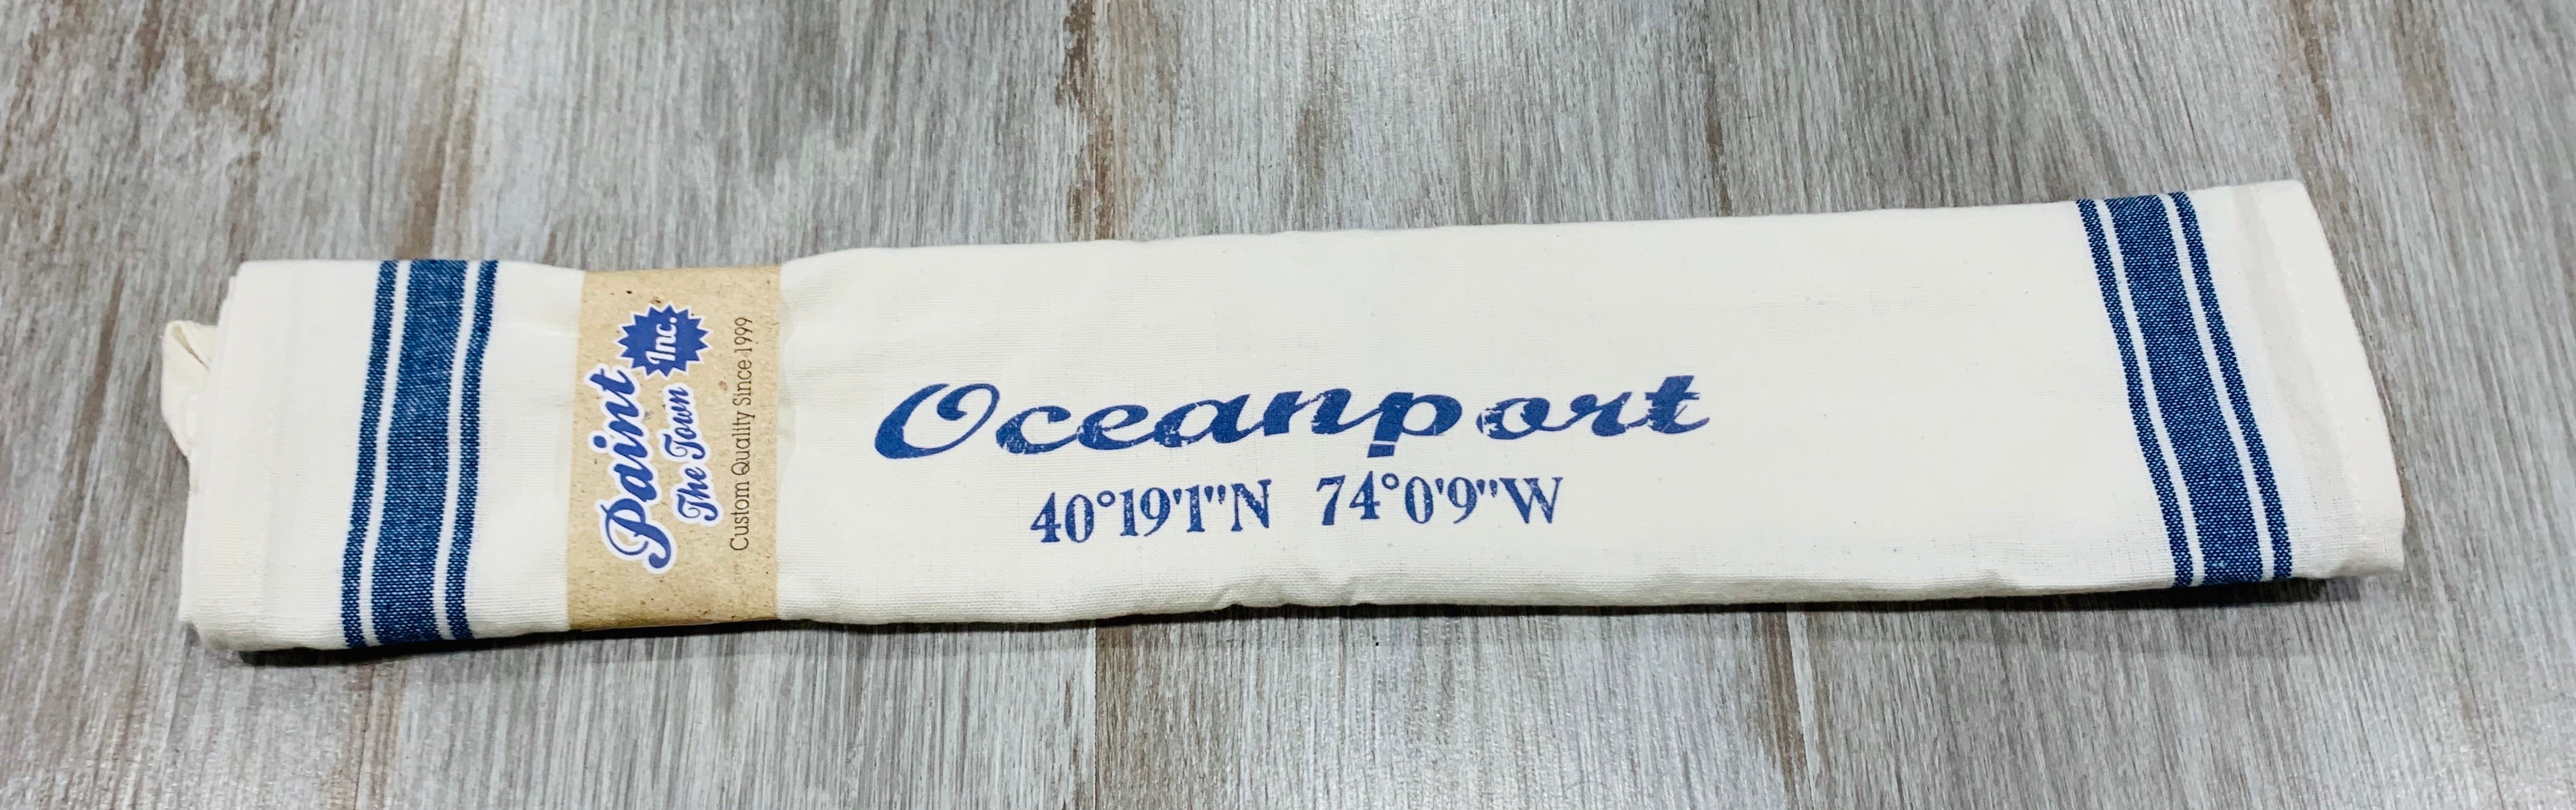 Paint
The Town
Inc.
Custom Quality Since 1999
Oceanport
40°19'1"N 74°0'9"W